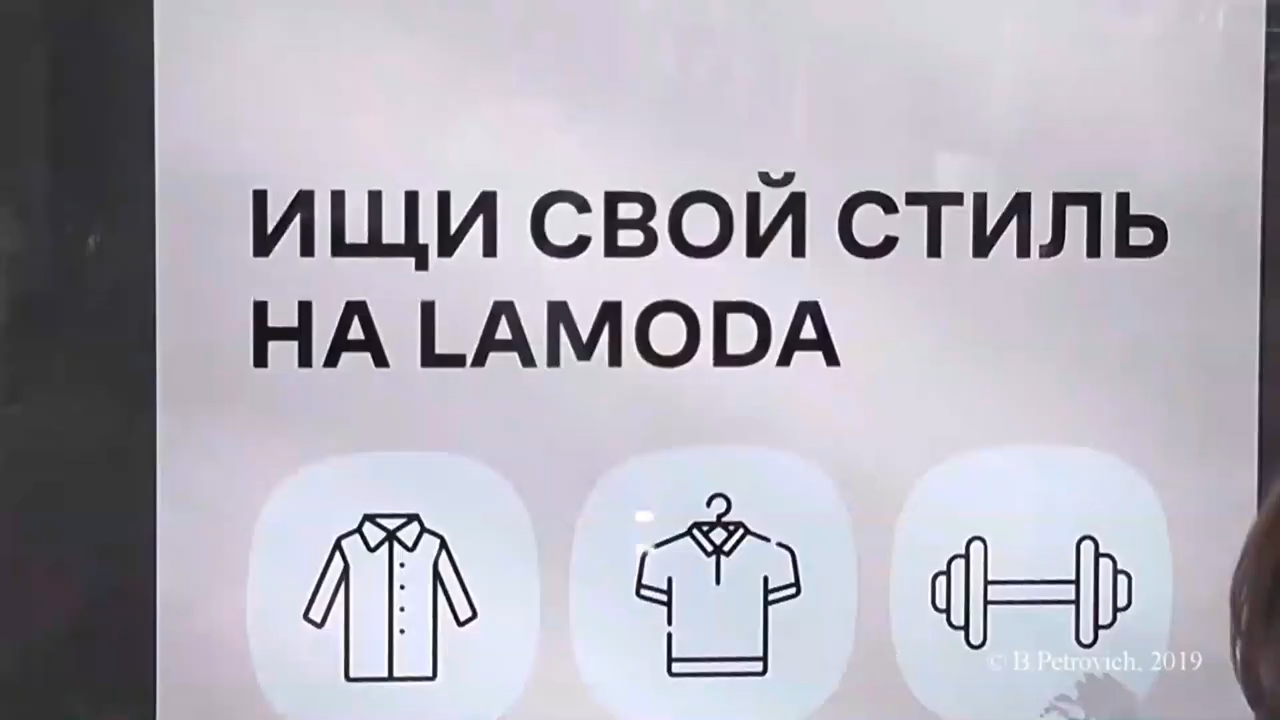 ИЩИ СВОЙ СТИЛЬ
НА LAMODA
© B.Petrovich, 2019